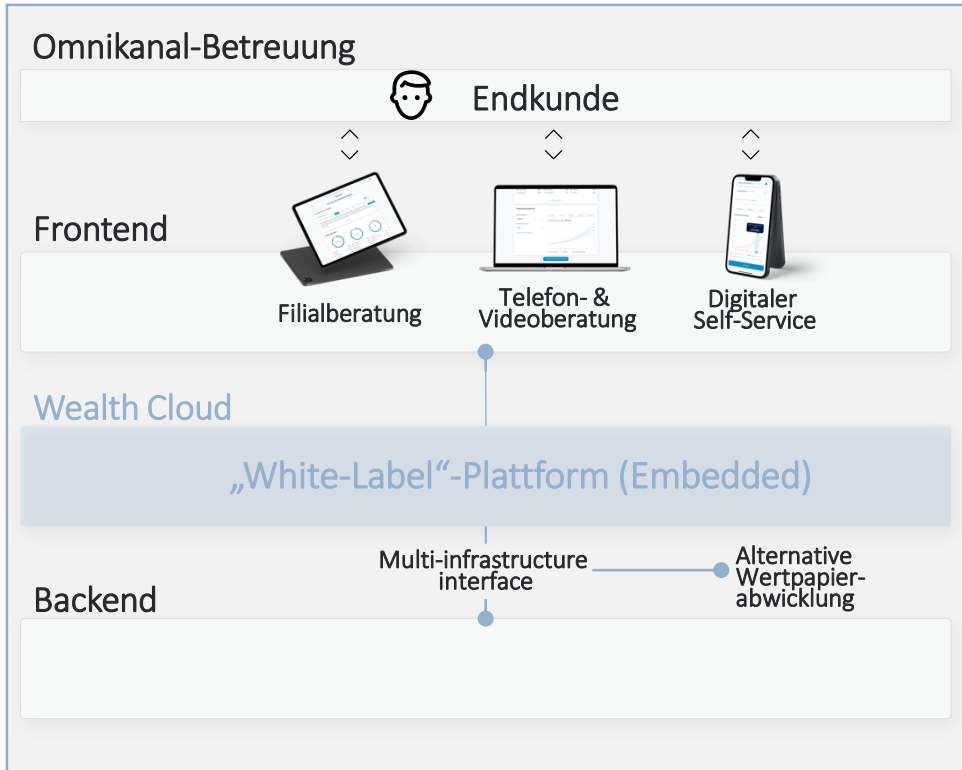 Omnikanal-Betreuung
Endkunde
Frontend
Filialberatung
Telefon- &
Videoberatung
Digitaler
Self-Service
Wealth Cloud
„White-Label“-Plattform (Embedded)
Multi-infrastructure
interface
Alternative
Wertpapier-
abwicklung
Backend